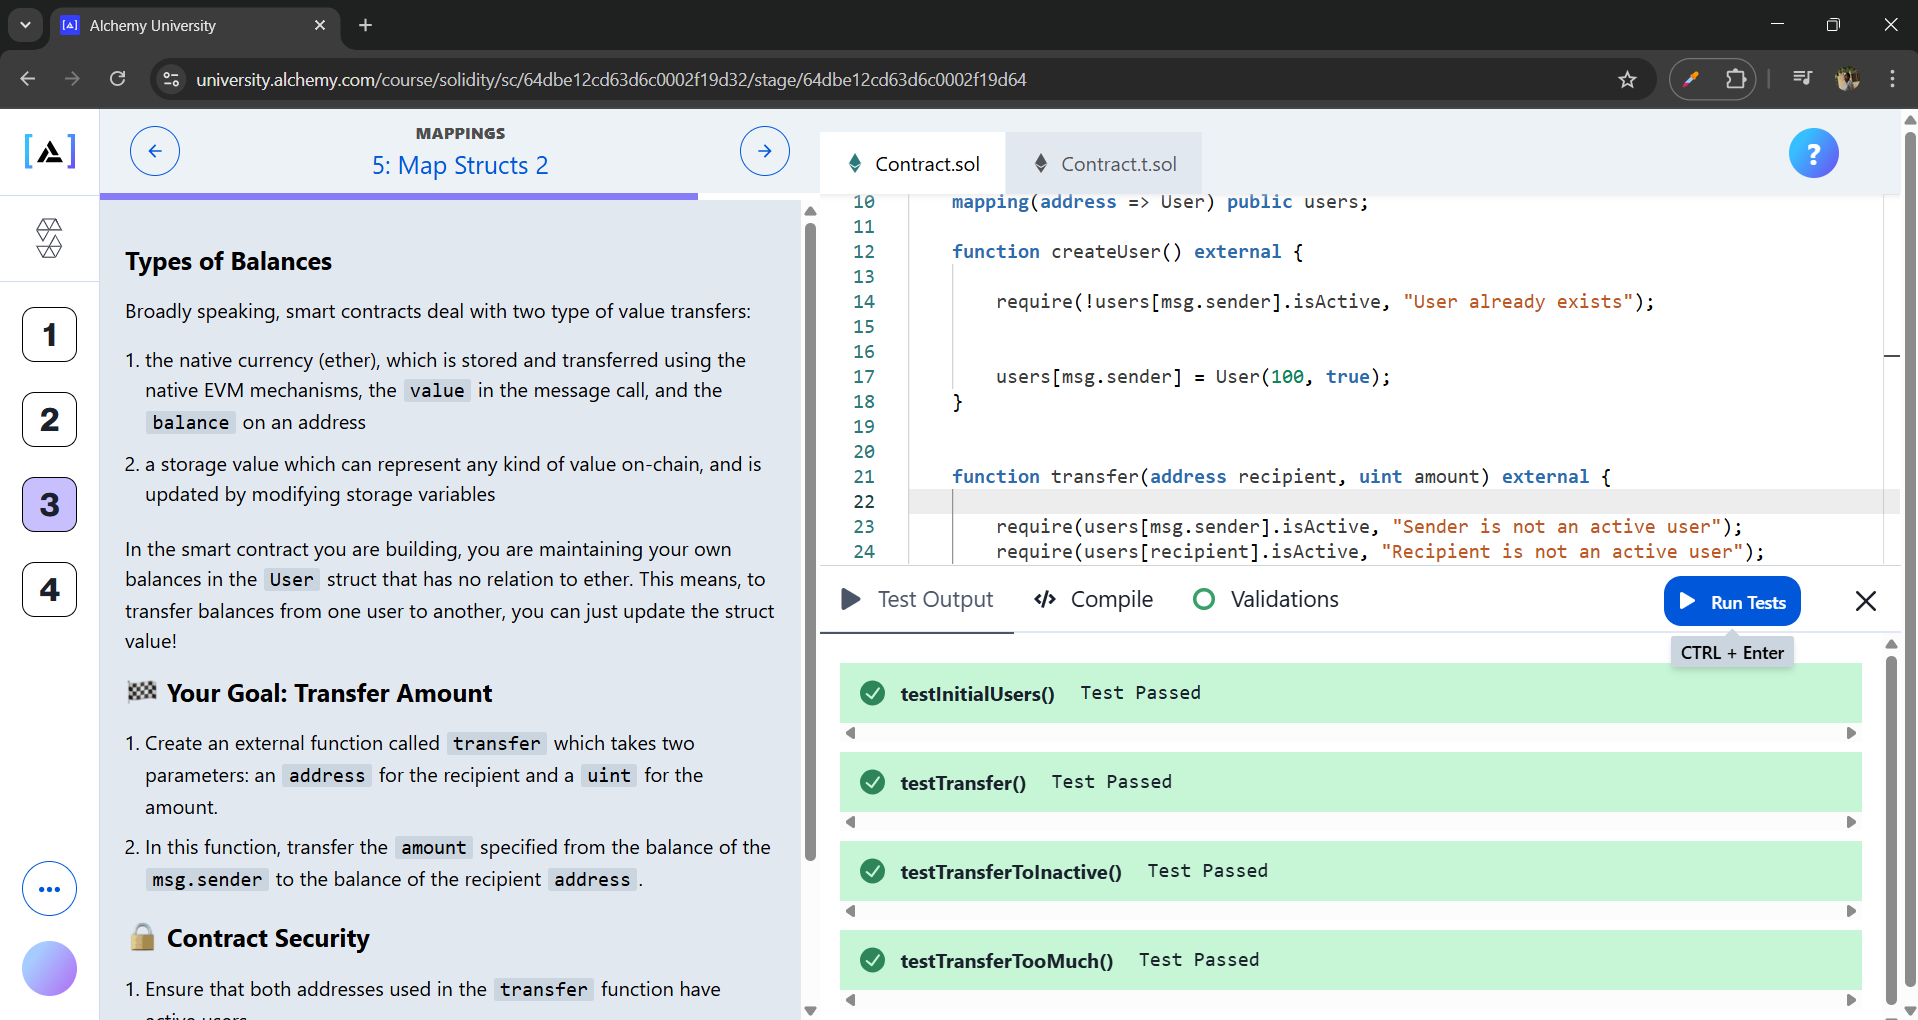 Alchemy University
university.alchemy.com/course/solidity/sc/64dbe12cd63d6c0002f19d32/stage/64dbe12cd63d6c0002f19d64
MAPPINGS
5: Map Structs 2
1
2
3
4
Types of Balances
Broadly speaking, smart contracts deal with two type of value transfers:
1. the native currency (ether), which is stored and transferred using the
native EVM mechanisms, the value in the message call, and the
balance on an address
2. a storage value which can represent any kind of value on-chain, and is
updated by modifying storage variables
In the smart contract you are building, you are maintaining your own
balances in the User struct that has no relation to ether. This means, to
transfer balances from one user to another, you can just update the struct
value!
Your Goal: Transfer Amount
1. Create an external function called transfer which takes two
parameters: an address for the recipient and a uint for the
amount.
2. In this function, transfer the amount specified from the balance of the
msg.sender to the balance of the recipient address.
Contract Security
1. Ensure that both addresses used in the transfer function have
active users
Contract.sol
Contract.t.sol
?
10 mapping(address => User) public users;
11
12 function createUser() external {
13
14 require(!users[msg.sender].isActive, "User already exists");
15
16
17 users[msg.sender] = User(100, true);
18 }
19
20
21 function transfer(address recipient, uint amount) external {
22
23 require(users[msg.sender].isActive, "Sender is not an active user");
24 require(users[recipient].isActive, "Recipient is not an active user");
Test Output
Compile
Validations
Run Tests
CTRL + Enter
testInitialUsers() Test Passed
testTransfer() Test Passed
testTransferToInactive() Test Passed
testTransferTooMuch() Test Passed